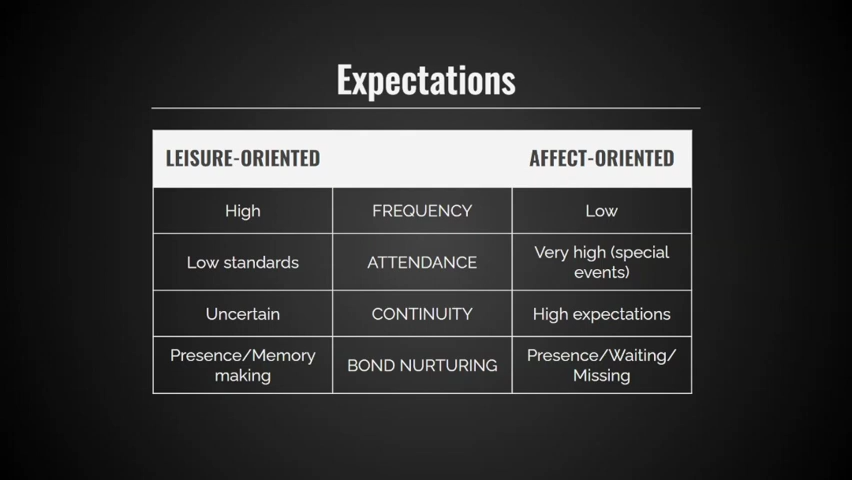 Expectations
LEISURE-ORIENTED AFFECT-ORIENTED
High FREQUENCY Low
Low standards ATTENDANCE Very high (special
events)
Uncertain CONTINUITY High expectations
Presence/Memory
making
BOND NURTURING
Presence/Waiting/
Missing